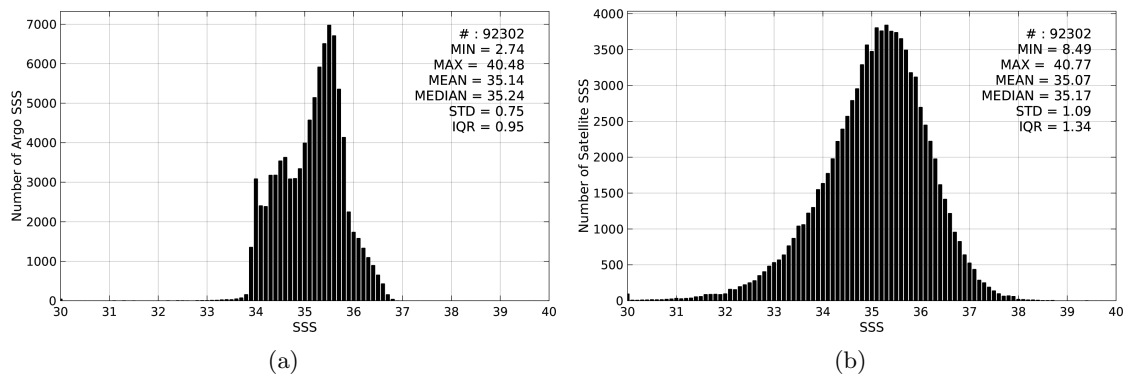 7000
6000
5000
4000
3000
2000
1000
0
Number of Argo SSS
# : 92302
MIN = 2.74
MAX = 40.48
MEAN = 35.14
MEDIAN = 35.24
STD = 0.75
IQR = 0.95
30 31 32 33 34 35 36 37 38 39 40
SSS
(a)
4000
3500
3000
2500
2000
1500
1000
500
0
Number of Satellite SSS
# : 92302
MIN = 8.49
MAX = 40.77
MEAN = 35.07
MEDIAN = 35.17
STD = 1.09
IQR = 1.34
30 31 32 33 34 35 36 37 38 39 40
SSS
(b)